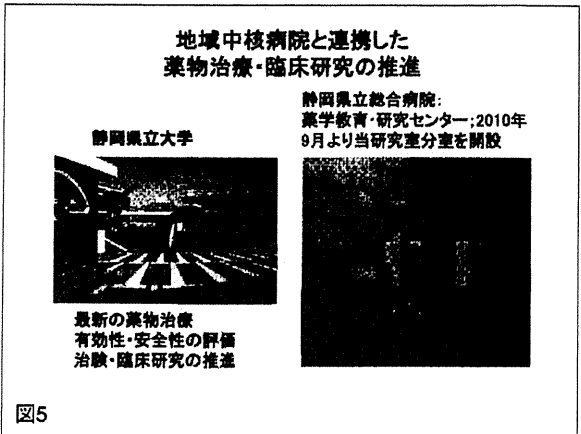 地域中核病院と連携した
薬物治療・臨床研究の推進
静岡県立大学
静岡県立総合病院:
薬学教育・研究センター;2010年
9月より当研究室分室を開設
最新の薬物治療
有効性・安全性の評価
治験・臨床研究の推進
図5